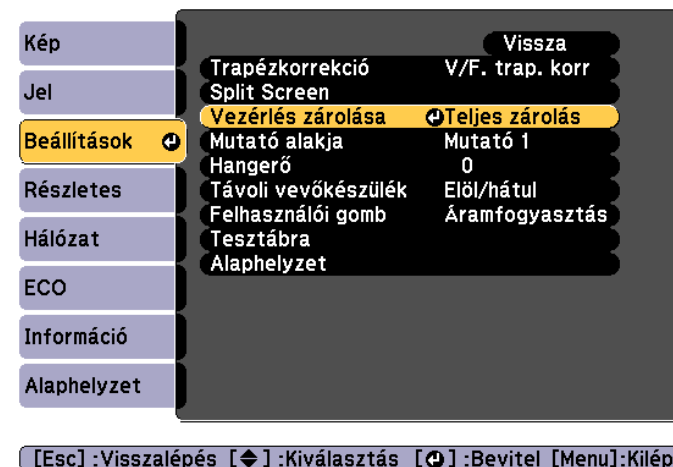 Kép
Jel
Beállítások
Részletes
Hálózat
ECO
Információ
Alaphelyzet
Vissza
Trapézkorrekció V/F. trap. korr
Split Screen
Vezérlés zárolása Teljes zárolás
Mutató alakja Mutató 1
Hangerő 0
Távoli vevőkészülék Elöl/hátul
Felhasználói gomb Áramfogyasztás
Tesztábra
Alaphelyzet
[Esc] :Visszalépés [◆] :Kiválasztás [⏎] :Bevitel [Menu]:Kilép